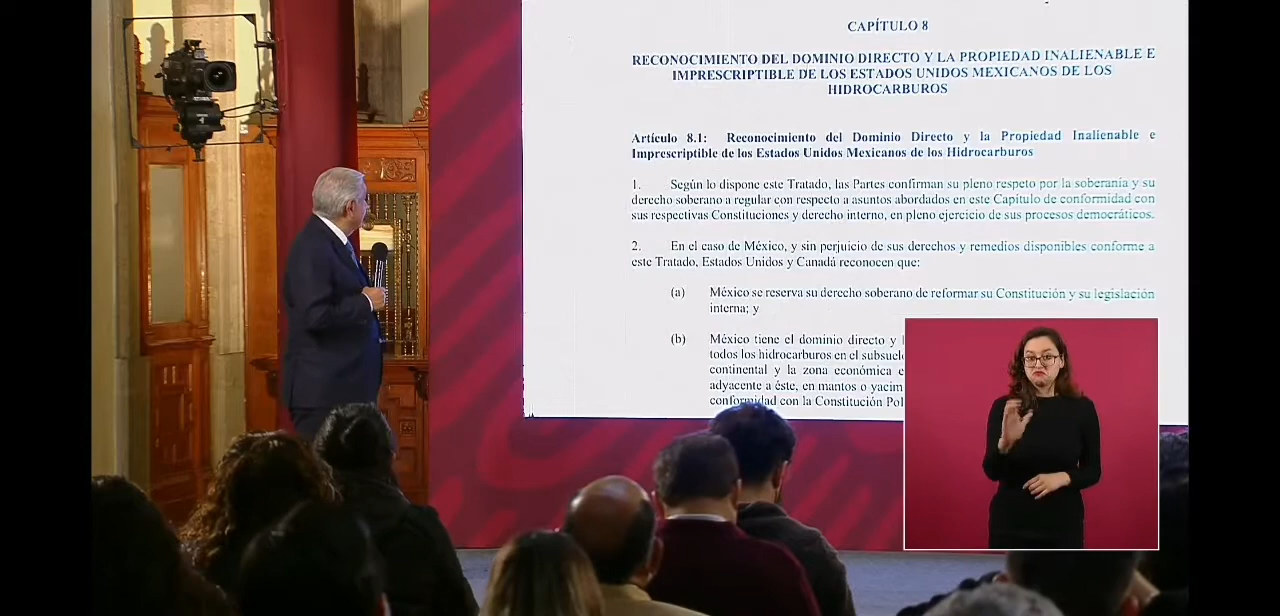 CAPÍTULO 8
RECONOCIMIENTO DEL DOMINIO DIRECTO Y LA PROPIEDAD INALIENABLE E
IMPRESCRIPTIBLE DE LOS ESTADOS UNIDOS MEXICANOS DE LOS
HIDROCARBUROS
Artículo 8.1: Reconocimiento del Dominio Directo y la Propiedad Inalienable e
Imprescriptible de los Estados Unidos Mexicanos de los Hidrocarburos
1. Según lo dispone este Tratado, las Partes confirman su pleno respeto por la soberanía y su
derecho soberano a regular con respecto a asuntos abordados en este Capítulo de conformidad con
sus respectivas Constituciones y derecho interno, en pleno ejercicio de sus procesos democráticos.
2. En el caso de México, y sin perjuicio de sus derechos y remedios disponibles conforme a
este Tratado, Estados Unidos y Canadá reconocen que:
(a) México se reserva su derecho soberano de reformar su Constitución y su legislación
interna; y
(b) México tiene el dominio directo y l
todos los hidrocarburos en el subsuelo
continental y la zona económica e
adyacente a éste, en mantos o yacim
conformidad con la Constitución Pol